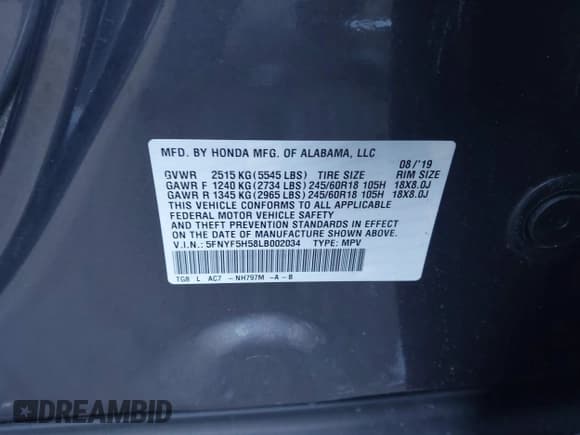 MFD. BY HONDA MFG. OF ALABAMA, LLC 08/'19
GVWR 2515 KG(5545 LBS) TIRE SIZE RIM SIZE
GAWR F 1240 KG(2734 LBS)245/60R18 105H 18X8.0J
GAWR R 1345 KG(2965 LBS)245/60R18 105H 18X8.0J
THIS VEHICLE CONFORMS TO ALL APPLICABLE
FEDERAL MOTOR VEHICLE SAFETY
AND THEFT PREVENTION STANDARDS IN EFFECT
ON THE DATE OF MANUFACTURE SHOWN ABOVE.
V.I.N.: 5FNYF5H58LB002034 TYPE: MPV
TG8 L AC7 -NH797M -A-B
DREAMBID